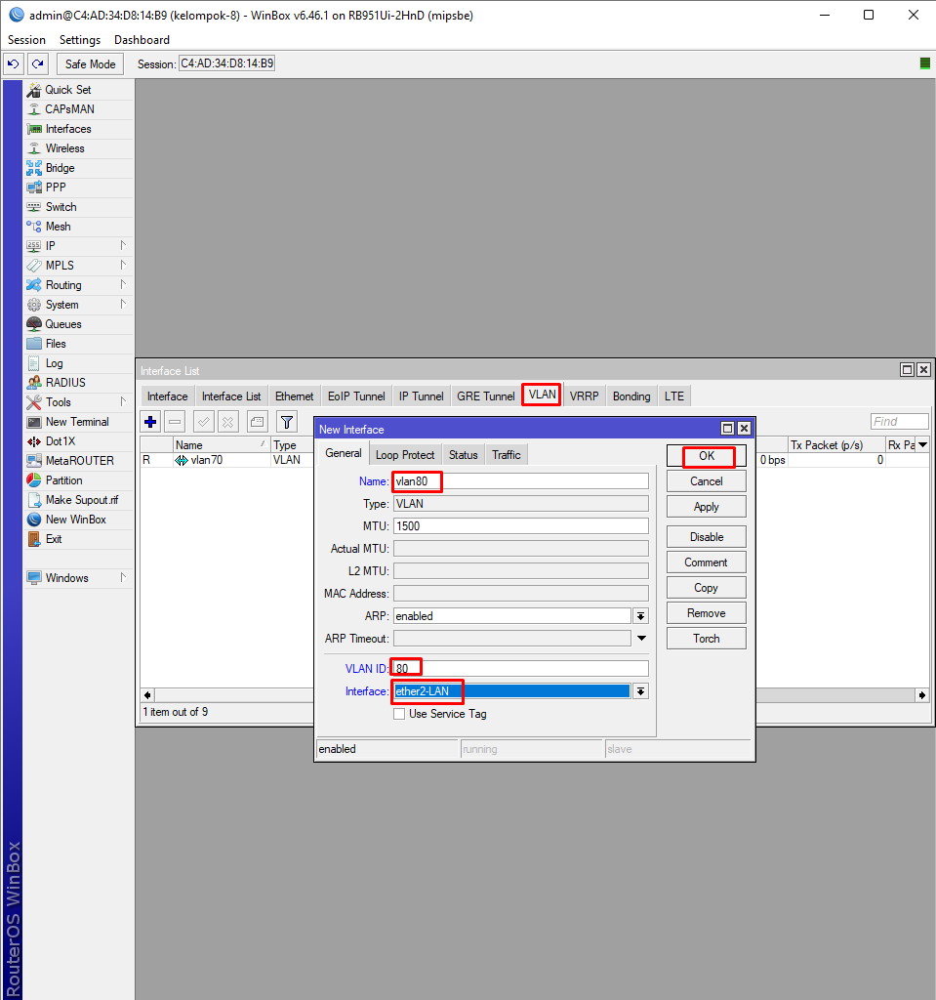 admin@C4:AD:34:D8:14:B9 (kelompok-8) - WinBox v6.46.1 on RB951Ui-2HnD (mipsbe)
Session Settings Dashboard
Safe Mode Session: C4:AD:34:D8:14:B9
Quick Set
CAPsMAN
Interfaces
Wireless
Bridge
PPP
Switch
Mesh
IP
MPLS
Routing
System
Queues
Files
Log
RADIUS
Tools
New Terminal
Dot1X
MetaROUTER
Partition
Make Supout.rif
New WinBox
Exit
Windows
RouterOS WinBox
Interface List
Interface Interface List Ethernet EoIP Tunnel IP Tunnel GRE Tunnel VLAN VRRP Bonding LTE
Find
Name Type Tx Packet (p/s) Rx Pa
R vlan70 VLAN 0 bps 0
1 item out of 9
New Interface
General Loop Protect Status Traffic
Name: vlan80
Type: VLAN
MTU: 1500
Actual MTU:
L2 MTU:
MAC Address:
ARP: enabled
ARP Timeout:
VLAN ID: 80
Interface: ether2-LAN
Use Service Tag
OK
Cancel
Apply
Disable
Comment
Copy
Remove
Torch
enabled running slave